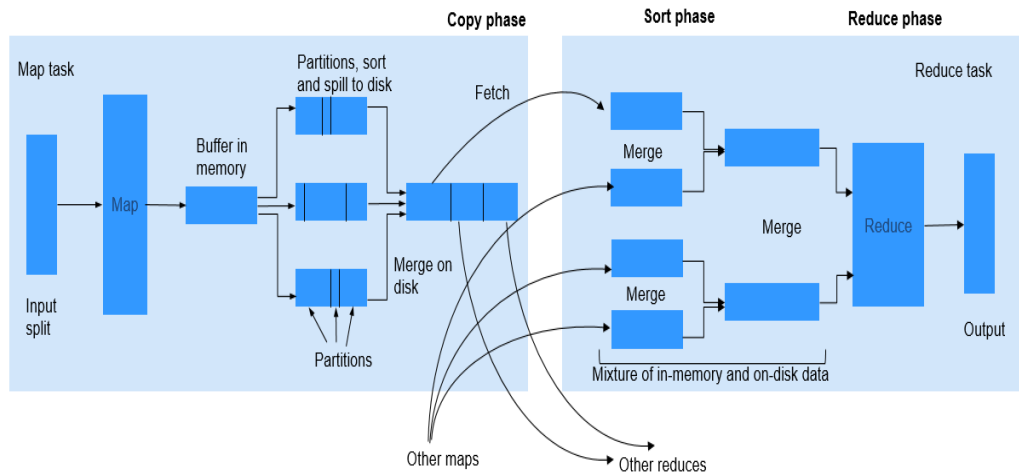 Copy phase
Sort phase
Reduce phase
Map task
Partitions, sort
and spill to disk
Fetch
Reduce task
Buffer in
memory
Merge
Map
Merge
Reduce
Merge on
disk
Merge
Input
split
Partitions
Output
Mixture of in-memory and on-disk data
Other maps
Other reduces